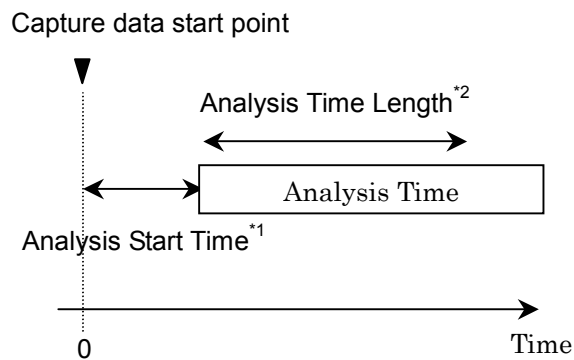 Capture data start point
Analysis Time Length*2
Analysis Time
Analysis Start Time*1
0
Time